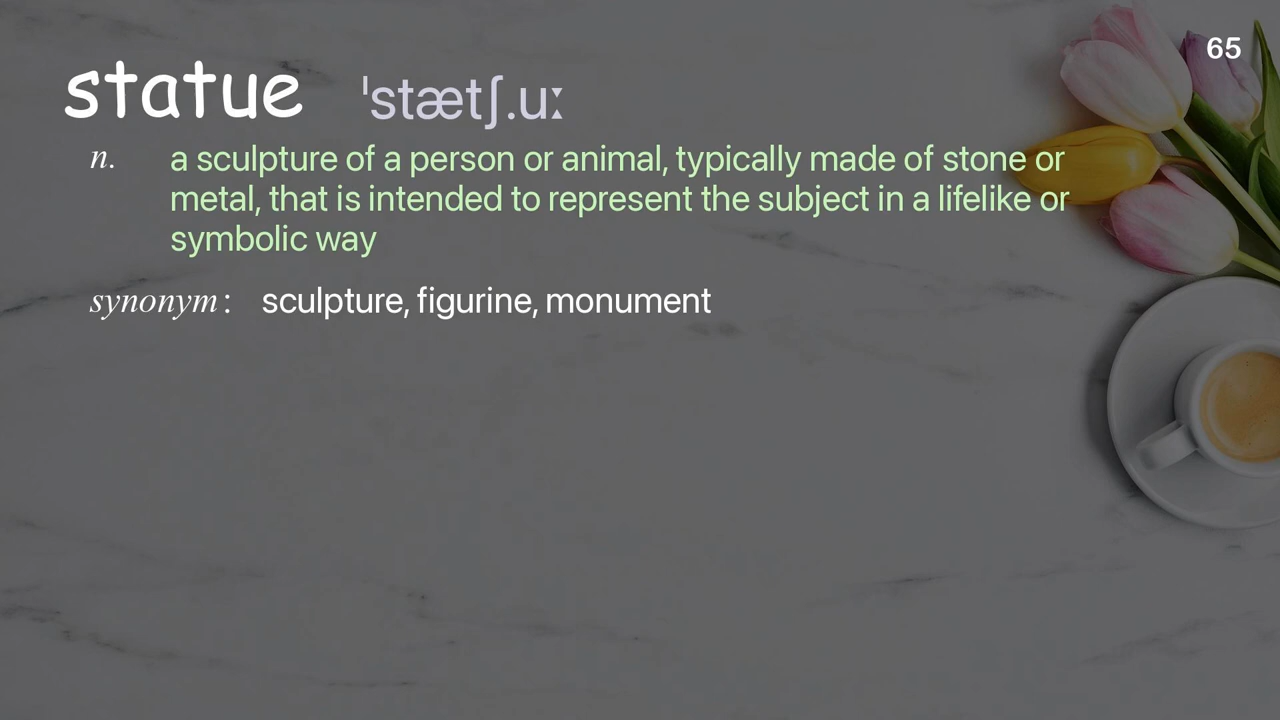 65
statue ˈstætʃ.uː
n. a sculpture of a person or animal, typically made of stone or
metal, that is intended to represent the subject in a lifelike or
symbolic way
synonym: sculpture, figurine, monument